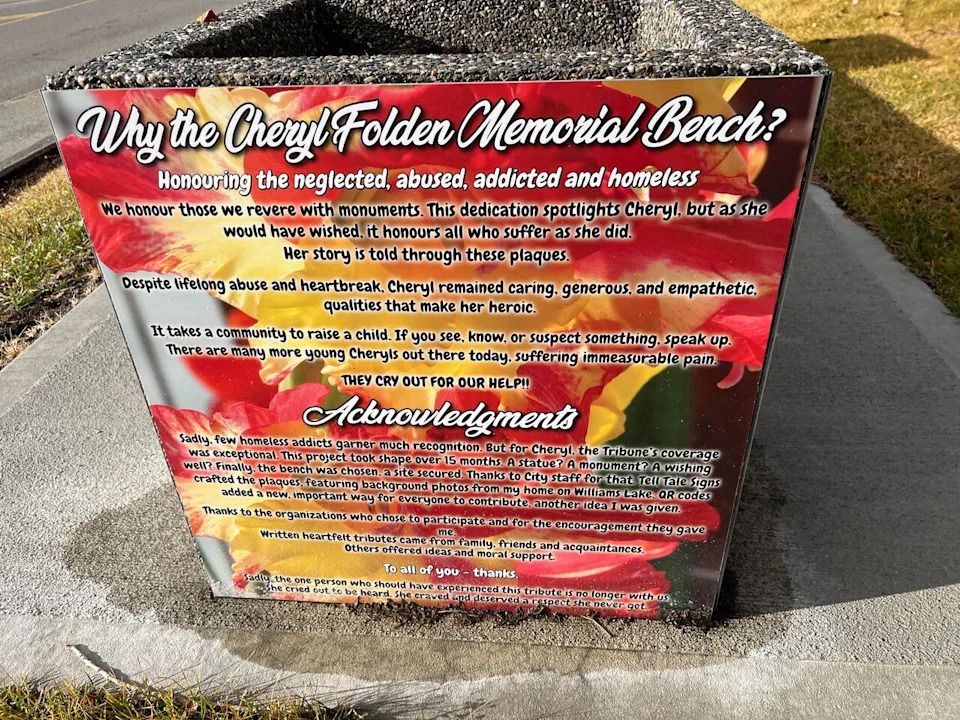 Why the Cheryl Folden Memorial Bench?
Honouring the neglected, abused, addicted and homeless
We honour those we revere with monuments. This dedication spotlights Cheryl, but as she
would have wished, it honours all who suffer as she did.
Her story is told through these plaques.
Despite lifelong abuse and heartbreak, Cheryl remained caring, generous, and empathetic,
qualities that make her heroic.
It takes a community to raise a child. If you see, know, or suspect something, speak up.
There are many more young Cheryls out there today, suffering immeasurable pain.
THEY CRY OUT FOR OUR HELP!!
Acknowledgments
Sadly, few homeless addicts garner much recognition. But for Cheryl, the Tribune's coverage
was exceptional. This project took shape over 15 months. A statue? A monument? A wishing
well? Finally, the bench was chosen, a site secured. Thanks to City staff for that. Tell Tale Signs
crafted the plaques, featuring background photos from my home on Williams Lake. QR codes
added a new, important way for everyone to contribute, another idea I was given.
Thanks to the organizations who chose to participate and for the encouragement they gave
me.
Written heartfelt tributes came from family, friends and acquaintances.
Others offered ideas and moral support.
To all of you - thanks.
Sadly, the one person who should have experienced this tribute is no longer with us
She cried out to be heard. She craved and deserved a respect she never got.